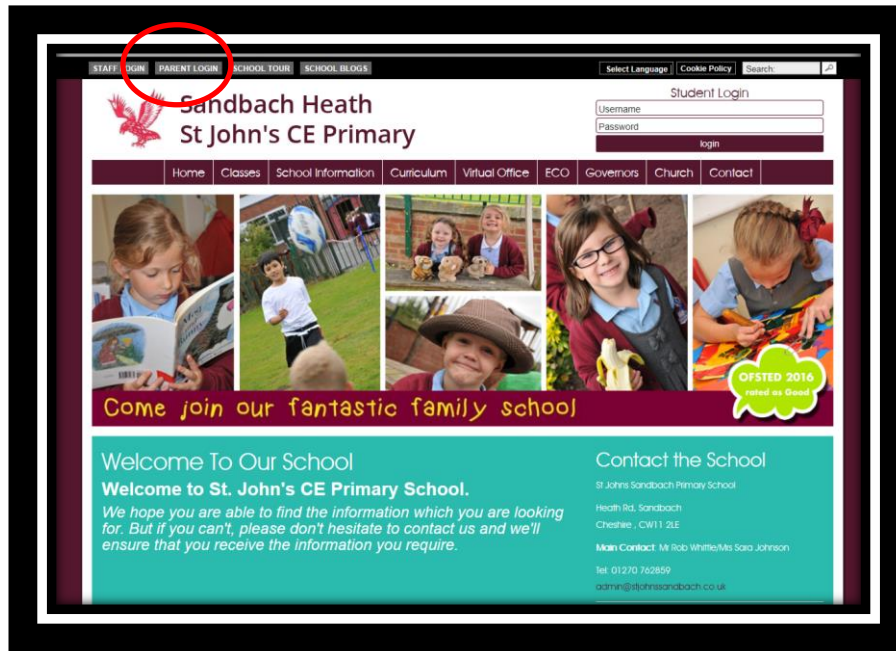 STAFF LOGIN PARENT LOGIN SCHOOL TOUR SCHOOL BLOGS Select Language Cookie Policy Search:
Sandbach Heath
St John's CE Primary
Student Login
Username
Password
login
Home Classes School Information Curriculum Virtual Office ECO Governors Church Contact
OFSTED 2016
rated as Good
Come join our fantastic family school
Welcome To Our School
Welcome to St. John's CE Primary School.
We hope you are able to find the information which you are looking
for. But if you can't, please don't hesitate to contact us and we'll
ensure that you receive the information you require.
Contact the School
St Johns Sandbach Primary School
Heath Rd, Sandbach
Cheshire , CW11 2LE
Main Contact: Mr Rob Whittle/Mrs Sara Johnson
Tel: 01270 762859
admin@stjohnssandbach.co.uk